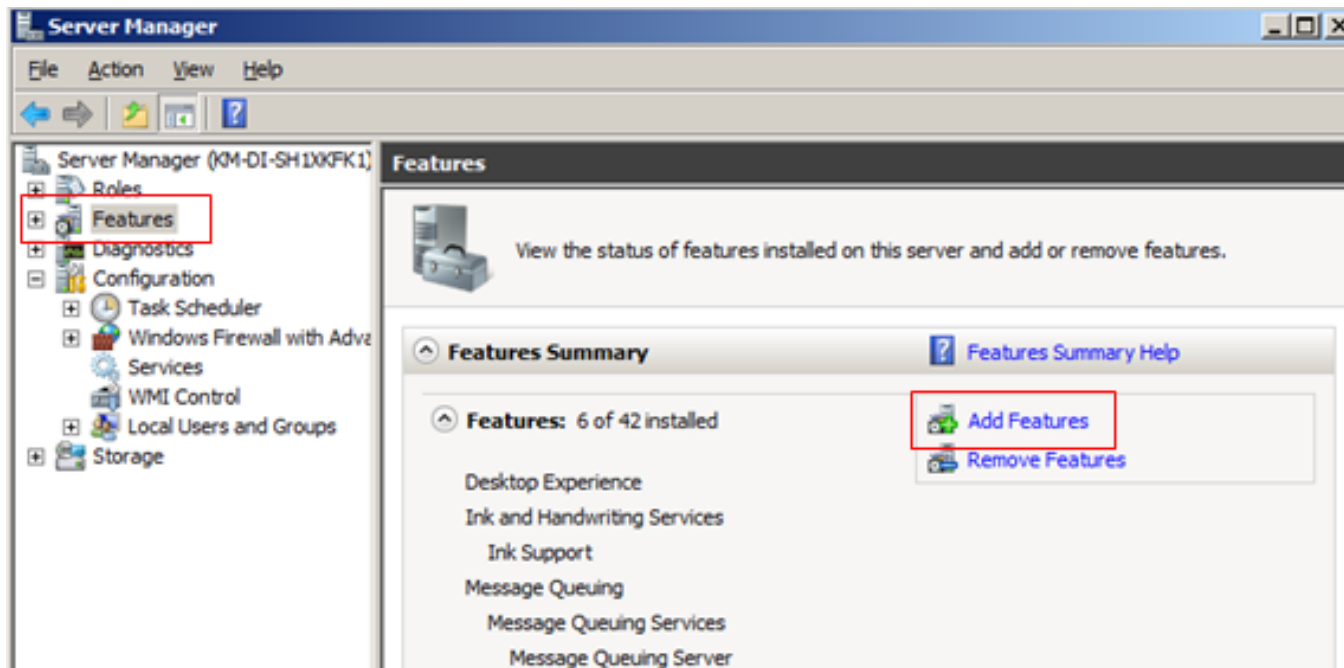 Server Manager
File Action View Help
Server Manager (KM-DI-SH1XKFK1)
Roles
Features
Diagnostics
Configuration
Task Scheduler
Windows Firewall with Adva
Services
WMI Control
Local Users and Groups
Storage
Features
View the status of features installed on this server and add or remove features.
Features Summary
Features Summary Help
Features: 6 of 42 installed
Add Features
Remove Features
Desktop Experience
Ink and Handwriting Services
Ink Support
Message Queuing
Message Queuing Services
Message Queuing Server